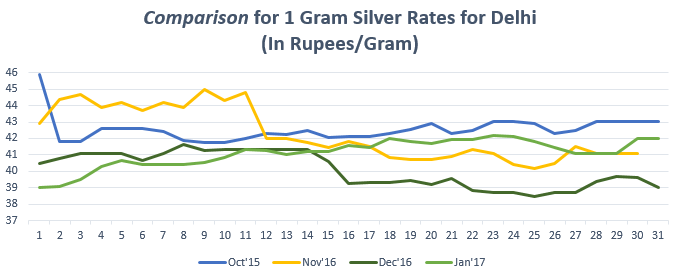 Comparison for 1 Gram Silver Rates for Delhi
(In Rupees/Gram)
46
45
44
43
42
41
40
39
38
37
1 2 3 4 5 6 7 8 9 10 11 12 13 14 15 16 17 18 19 20 21 22 23 24 25 26 27 28 29 30 31
Oct'15 Nov'16 Dec'16 Jan'17